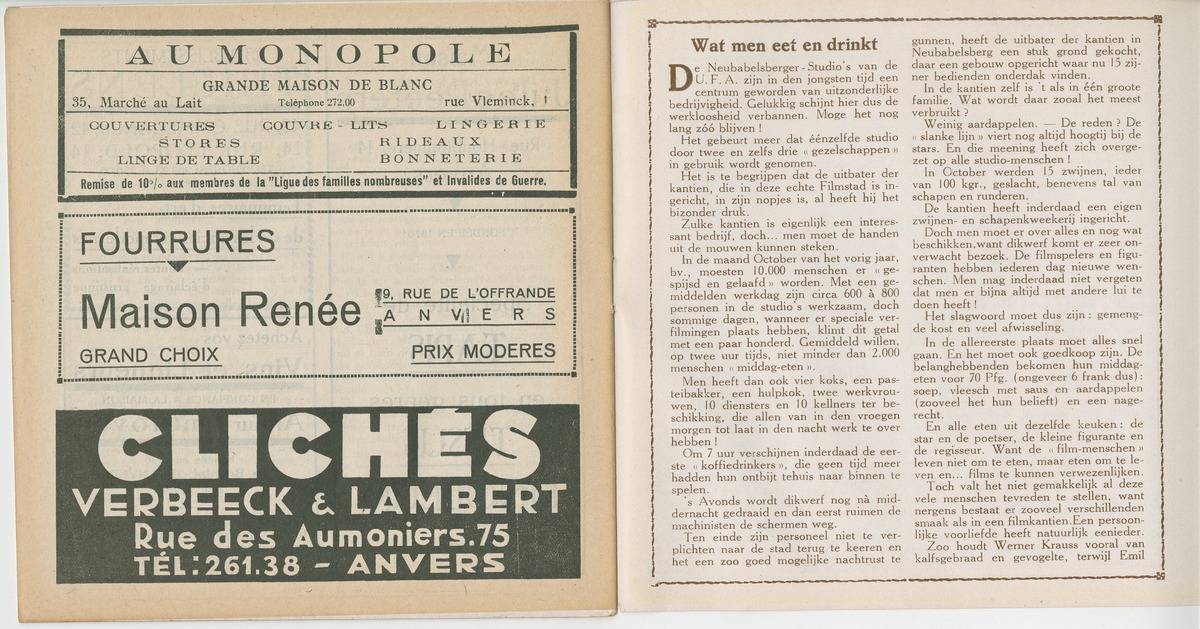 AU MONOPOLE
GRANDE MAISON DE BLANC
35, Marché au Lait Téléphone 272.00 rue Vleminck, 1
COUVERTURES COUVRE-LITS LINGERIE
STORES RIDEAUX
LINGE DE TABLE BONNETERIE
Remise de 10% aux membres de la "Ligue des familles nombreuses" et Invalides de Guerre.
FOURRURES
Maison Renée
9, RUE DE L'OFFRANDE
ANVERS
GRAND CHOIX PRIX MODERES
CLICHÉS
VERBEECK & LAMBERT
Rue des Aumoniers.75
TÉL: 261.38 - ANVERS
Wat men eet en drinkt
De Neubabelsberger-Studio's van de
U.F.A. zijn in den jongsten tijd een
centrum geworden van uitzonderlijke
bedrijvigheid. Gelukkig schijnt hier dus de
werkloosheid verbannen. Moge het nog
lang zóó blijven !
Het gebeurt meer dat éénzelfde studio
door twee en zelfs drie « gezelschappen »
in gebruik wordt genomen.
Het is te begrijpen dat de uitbater der
kantien, die in deze echte Filmstad is in-
gericht, in zijn nopjes is, al heeft hij het
bizonder druk.
Zulke kantien is eigenlijk een interes-
sant bedrijf, doch... men moet de handen
uit de mouwen kunnen steken.
In de maand October van het vorig jaar,
bv., moesten 10.000 menschen er « ge-
spijsd en gelaafd » worden. Met een ge-
middelden werkdag zijn circa 600 à 800
personen in de studio's werkzaan, doch
sommige dagen, wanneer er speciale ver-
filmingen plaats hebben, klimt dit getal
met een paar honderd. Gemiddeld willen,
op twee uur tijds, niet minder dan 2.000
menschen « middag-eten ».
Men heeft dan ook vier koks, een pas-
teibakker, een hulpkok, twee werkvrou-
wen, 10 diensters en 10 kellners ter be-
schikking, die allen van in den vroegen
morgen tot laat in den nacht werk te over
hebben !
Om 7 uur verschijnen inderdaad de eer-
ste « koffiedrinkers », die geen tijd meer
hadden hun ontbijt tehuis naar binnen te
spelen.
's Avonds wordt dikwerf nog nà mid-
dernacht gedraaid en dan eerst ruimen de
machinisten de schermen weg.
Ten einde zijn personeel niet te ver-
plichten naar de stad terug te keeren en
het een zoo goed mogelijke nachtrust te
gunnen, heeft de uitbater der kantien in
Neubabelsberg een stuk grond gekocht,
daar een gebouw opgericht waar nu 15 zij-
ner bedienden onderdak vinden.
In de kantien zelf is 't als in één groote
familie. Wat wordt daar zooal het meest
verbruikt ?
Weinig aardappelen. — De reden ? De
« slanke lijn » viert nog altijd hoogtij bij de
stars. En die meening heeft zich overge-
zet op alle studio-menschen !
In October werden 15 zwijnen, ieder
van 100 kgr., geslacht, benevens tal van
schapen en runderen.
De kantien heeft inderdaad een eigen
zwijnen- en schapenkweekerij ingericht.
Doch men moet er over alles en nog wat
beschikken,want dikwerf komt er zeer on-
verwacht bezoek. De filmspelers en figu-
ranten hebben iederen dag nieuwe wen-
schen. Men mag inderdaad niet vergeten
dat men er bijna altijd met andere lui te
doen heeft !
Het slagwoord moet dus zijn : gemeng-
de kost en veel afwisseling.
In de allereerste plaats moet alles snel
gaan. En het moet ook goedkoop zijn. De
belanghebbenden bekomen hun middag-
eten voor 70 Pfg. (ongeveer 6 frank dus) :
soep, vleesch met saus en aardappelen
(zooveel het hun belieft) en een nage-
recht.
En alle eten uit dezelfde keuken : de
star en de poetser, de kleine figurante en
de regisseur. Want de « film-menschen »
leven niet om te eten, maar eten om te le-
ven en... films te kunnen verwezenlijken.
Toch valt het niet gemakkelijk al deze
vele menschen tevreden te stellen, want
nergens bestaat er zooveel verschillenden
smaak als in een filmkantien.Een persoon-
lijke voorliefde heeft natuurlijk eenieder.
Zoo houdt Werner Krauss vooral van
kalfsgebraad en gevogelte, terwijl Emil